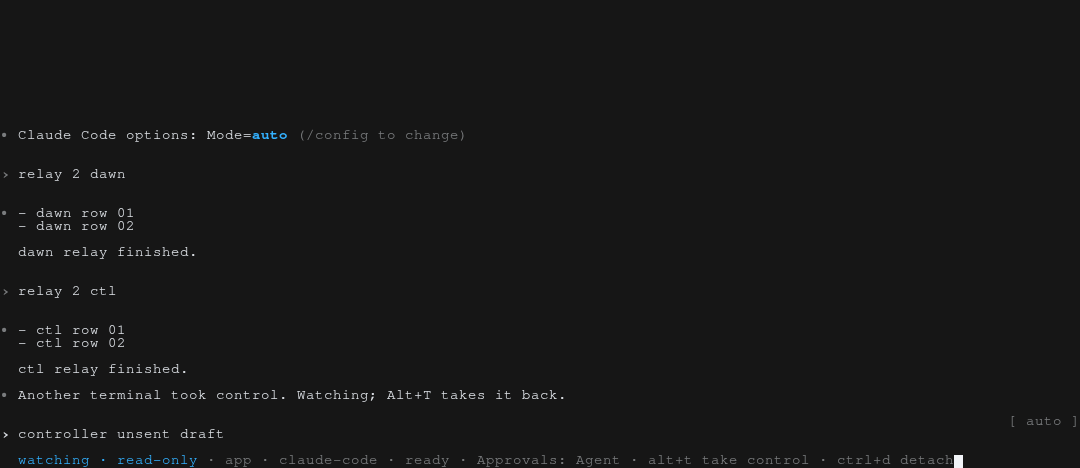 • Claude Code options: Mode=auto (/config to change)
› relay 2 dawn
• - dawn row 01
- dawn row 02
dawn relay finished.
› relay 2 ctl
• - ctl row 01
- ctl row 02
ctl relay finished.
• Another terminal took control. Watching; Alt+T takes it back.
[ auto ]
› controller unsent draft
watching · read-only · app · claude-code · ready · Approvals: Agent · alt+t take control · ctrl+d detach